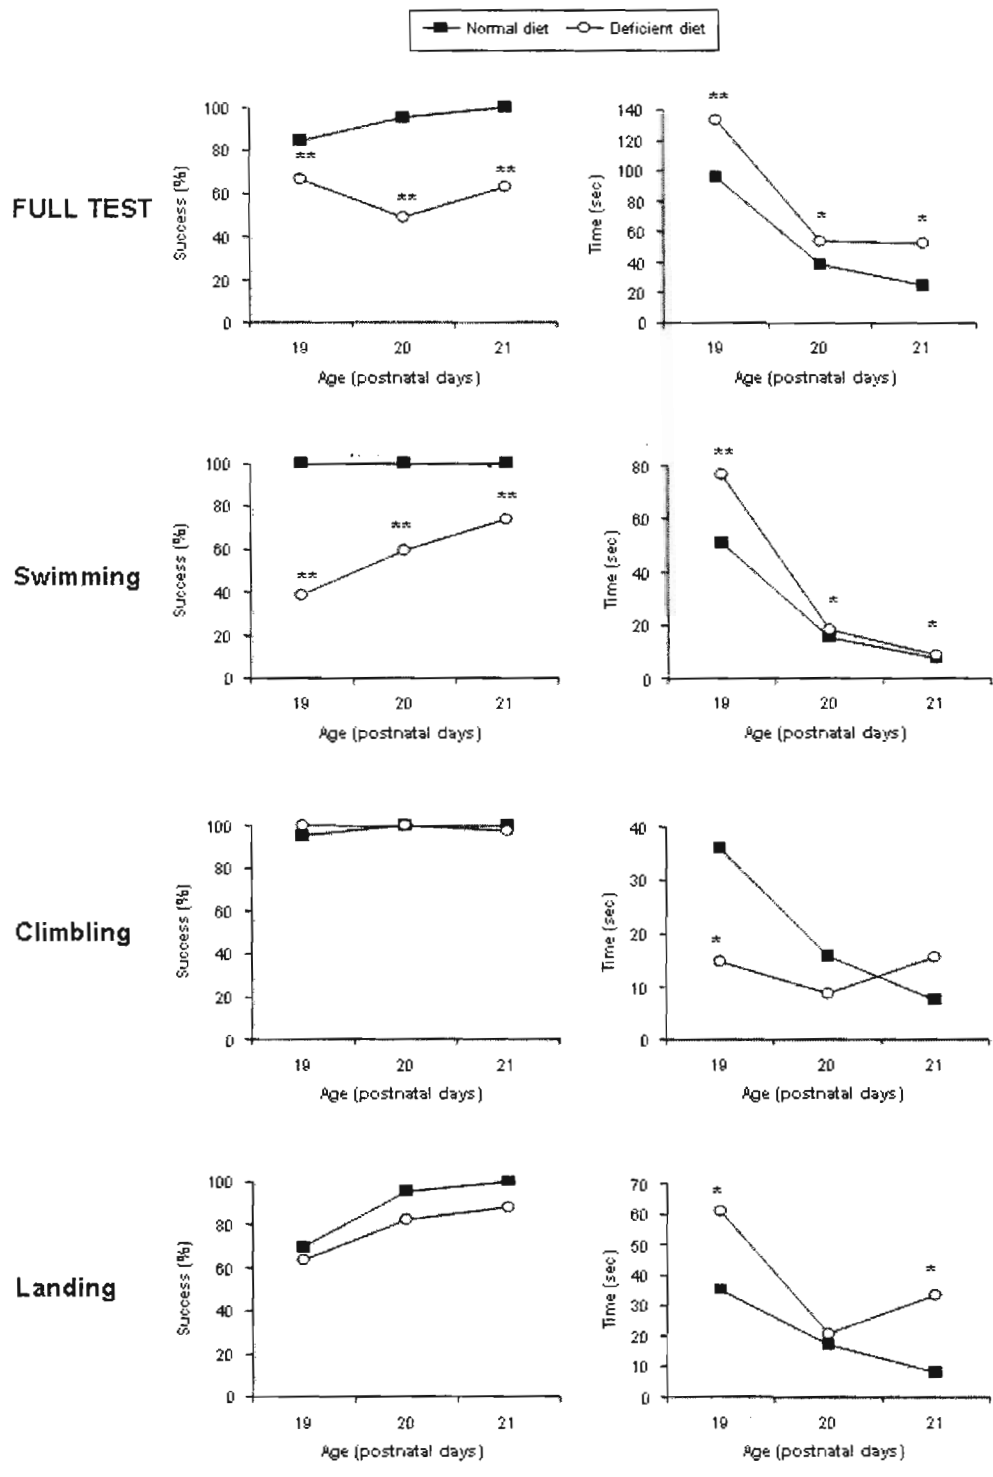 Normal diet Deficient diet
FULL TEST
Success (%)
100
80
60
40
20
0
** ** **
19 20 21
Age (postnatal days)
Time (sec)
140
120
100
80
60
40
20
0
** * *
19 20 21
Age (postnatal days)
Swimming
Success (%)
100
80
60
40
20
0
** ** **
19 20 21
Age (postnatal days)
Time (sec)
80
60
40
20
0
** * *
19 20 21
Age (postnatal days)
Climbling
Success (%)
100
80
60
40
20
0
19 20 21
Age (postnatal days)
Time (sec)
40
30
20
10
0
*
19 20 21
Age (postnatal days)
Landing
Success (%)
100
80
60
40
20
0
19 20 21
Age (postnatal days)
Time (sec)
70
60
50
40
30
20
10
0
* *
19 20 21
Age (postnatal days)